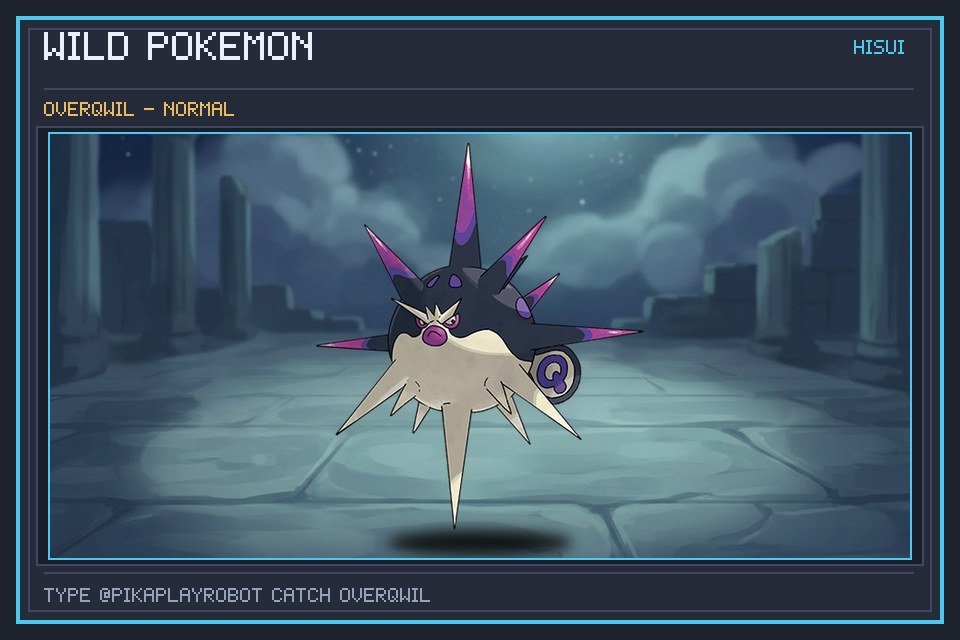 WILD POKEMON
HISUI
OVERQWIL - NORMAL
Q
TYPE @PIKAPLAYROBOT CATCH OVERQWIL